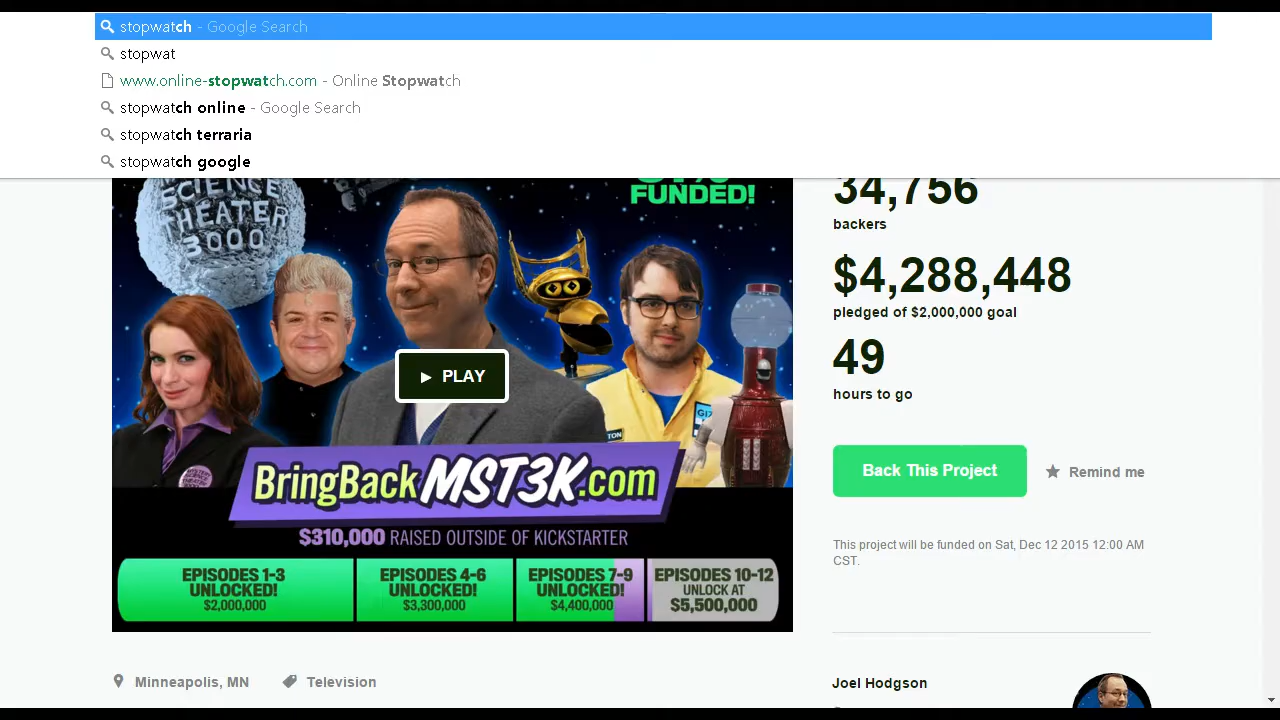 stopwatch - Google Search
stopwat
www.online-stopwatch.com - Online Stopwatch
stopwatch online - Google Search
stopwatch terraria
stopwatch google
SCIENCE
THEATER
3000
FUNDED!
PLAY
BringBack MST3K.com
$310,000 RAISED OUTSIDE OF KICKSTARTER
EPISODES 1-3
UNLOCKED!
$2,000,000
EPISODES 4-6
UNLOCKED!
$3,300,000
EPISODES 7-9
UNLOCKED!
$4,400,000
EPISODES 10-12
UNLOCK AT
$5,500,000
34,756
backers
$4,288,448
pledged of $2,000,000 goal
49
hours to go
Back This Project
Remind me
This project will be funded on Sat, Dec 12 2015 12:00 AM
CST.
Minneapolis, MN
Television
Joel Hodgson